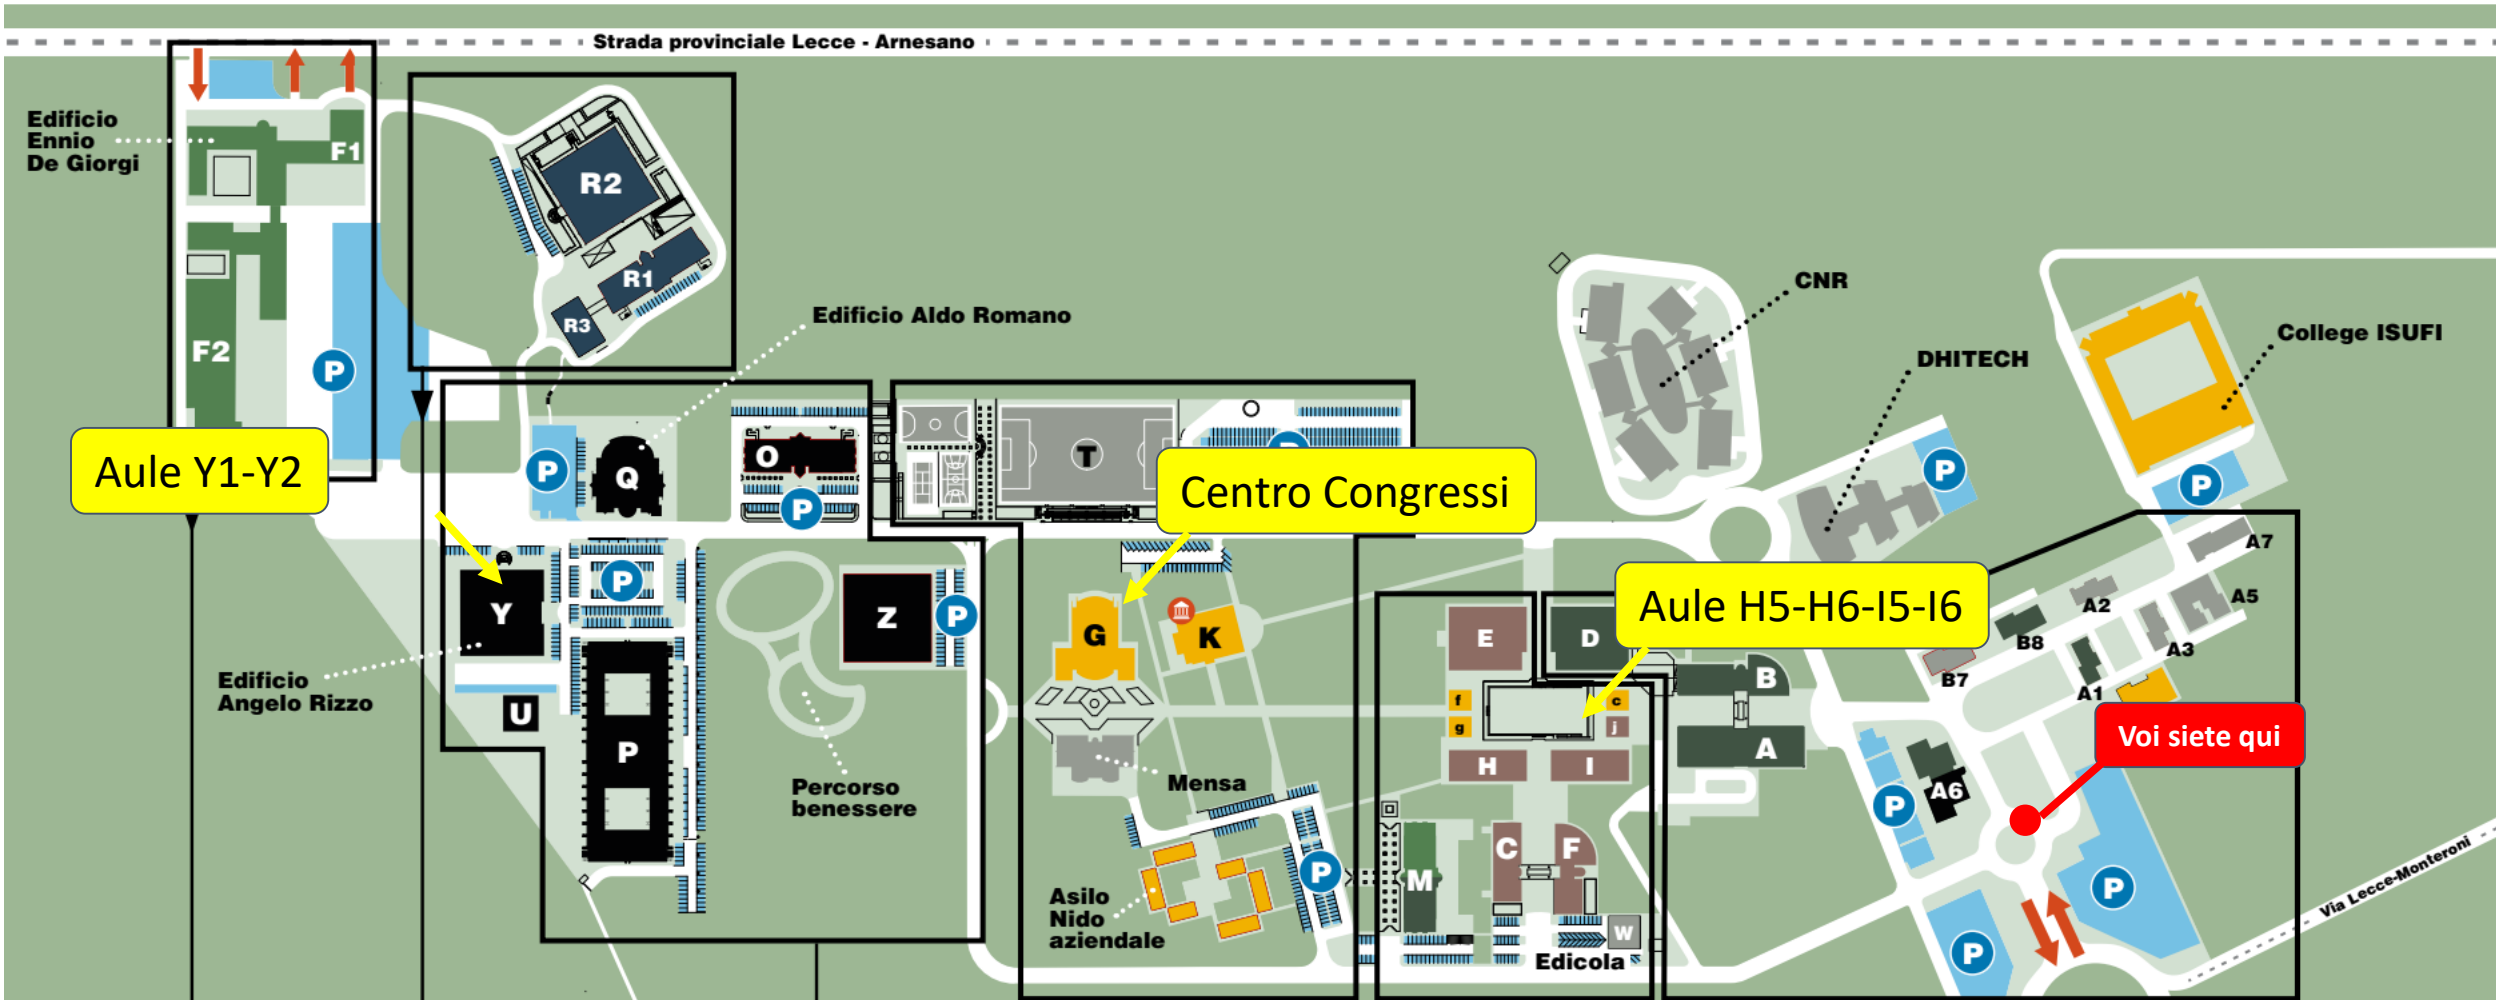 Strada provinciale Lecce - Arnesano
Edificio
Ennio
De Giorgi
F1
R2
R1
R3
F2
P
Edificio Aldo Romano
CNR
DHITECH
College ISUFI
Aule Y1-Y2
P
Q
O
P
T
Centro Congressi
P
P
A7
Y
P
Z
P
G
K
E
D
Aule H5-H6-I5-I6
A2
A5
B8
A3
B7
A1
B
Edificio
Angelo Rizzo
U
P
f
g
c
j
H
I
A
Voi siete qui
Percorso
benessere
Mensa
A6
P
C
F
M
P
P
Asilo
Nido
aziendale
W
Edicola
P
Via Lecce-Monteroni